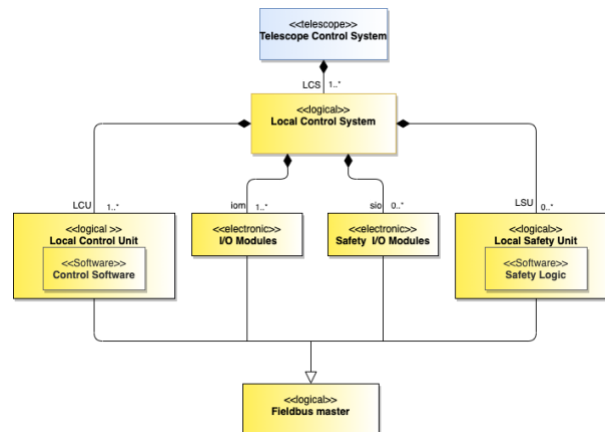 <<telescope>>
Telescope Control System
LCS
1..*
<<logical>>
Local Control System
LCU
1..*
iom
1..*
sio
0..*
LSU
0..*
<<logical >>
Local Control Unit
<<Software>>
Control Software
<<electronic>>
I/O Modules
<<electronic>>
Safety I/O Modules
<<logical>>
Local Safety Unit
<<Software>>
Safety Logic
<<logical>>
Fieldbus master